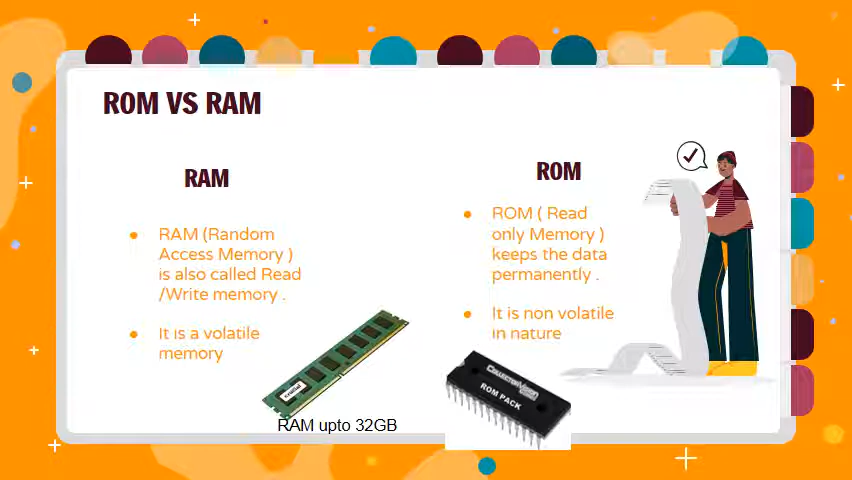 ROM VS RAM
RAM
RAM (Random
Access Memory )
is also called Read
/Write memory .
It is a volatile
memory
crucial
RAM upto 32GB
ROM
ROM ( Read
only Memory )
keeps the data
permanently .
It is non volatile
in nature
COLLECTORVISION
ROM PACK